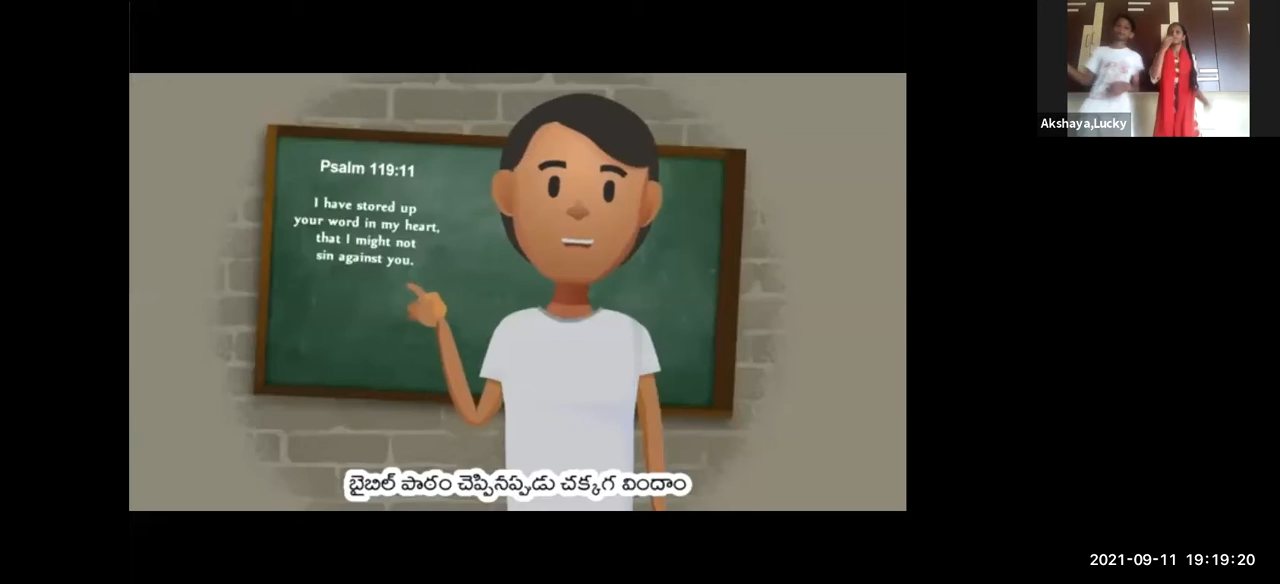 Psalm 119:11
I have stored up
your word in my heart,
that I might not
sin against you.
బైబిల్ పాఠం చెప్పినప్పుడు చక్కగ విందాం
Akshaya,Lucky
2021-09-11 19:19:20